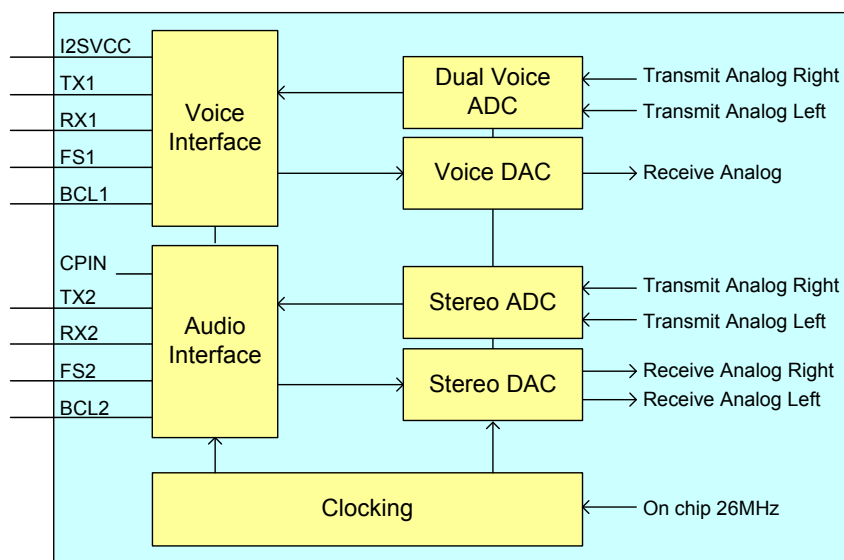 I2SVCC
TX1
RX1
FS1
BCL1
Voice
Interface
Dual Voice
ADC
Transmit Analog Right
Transmit Analog Left
Voice DAC
Receive Analog
CPIN
TX2
RX2
FS2
BCL2
Audio
Interface
Stereo ADC
Transmit Analog Right
Transmit Analog Left
Stereo DAC
Receive Analog Right
Receive Analog Left
Clocking
On chip 26MHz